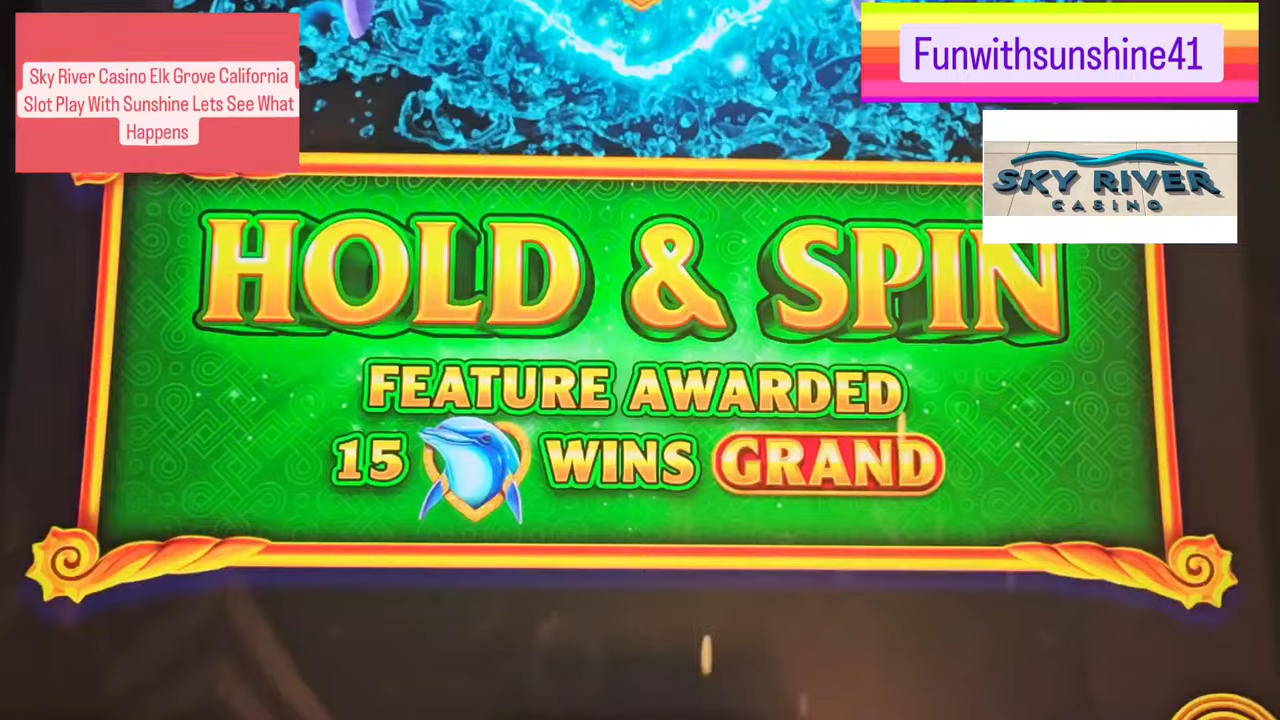 Sky River Casino Elk Grove California
Slot Play With Sunshine Lets See What
Happens
Funwithsunshine41
SKY RIVER
CASINO
HOLD & SPIN
FEATURE AWARDED
15 WINS GRAND